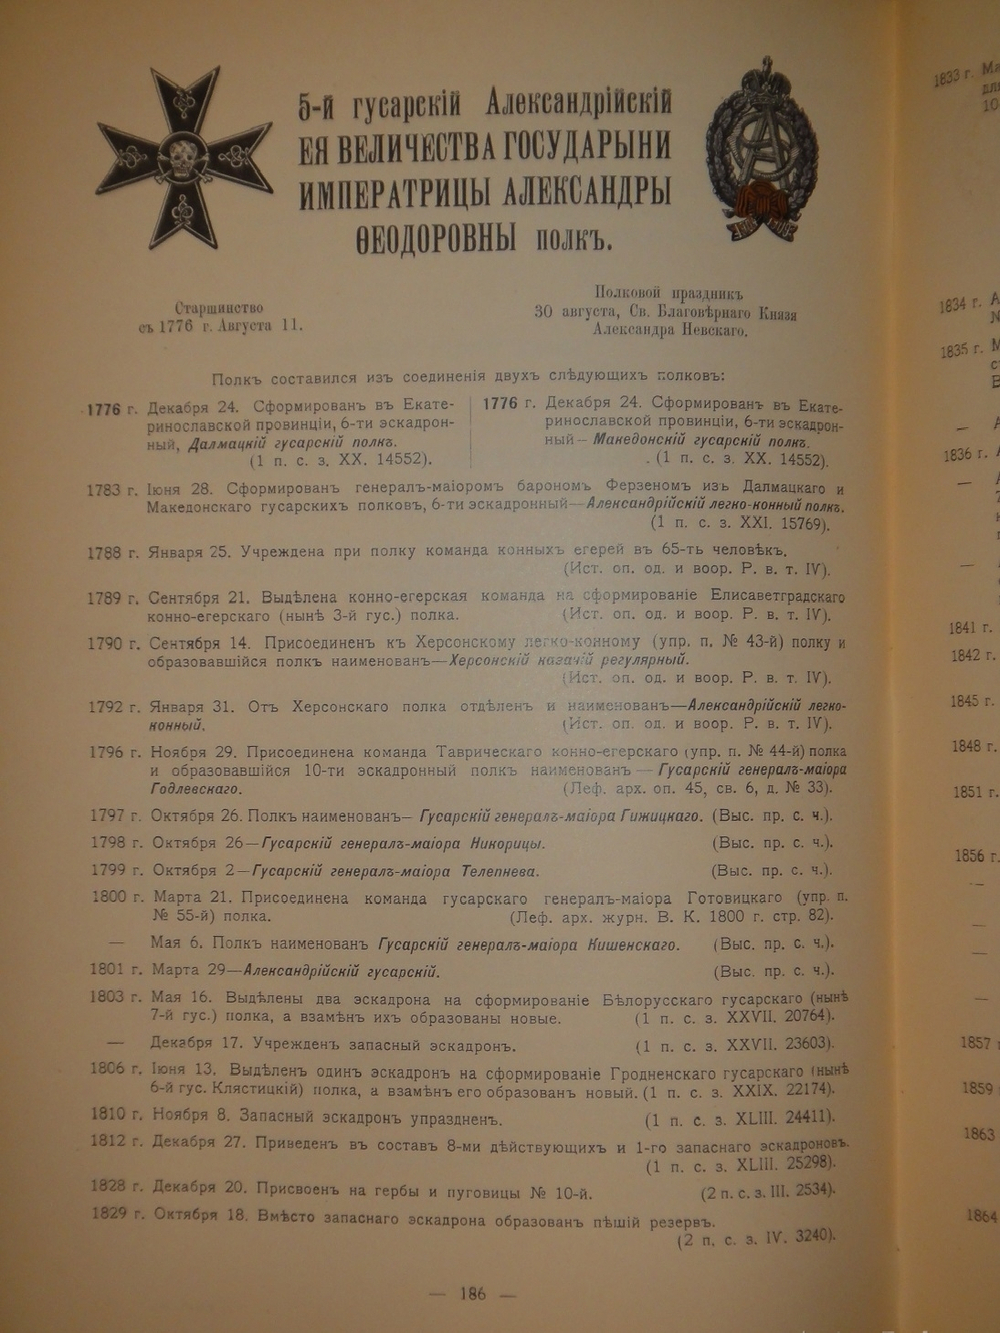 5-й гусарскій Александрійскій
ЕЯ ВЕЛИЧЕСТВА ГОСУДАРЫНИ
ИМПЕРАТРИЦЫ АЛЕКСАНДРЫ
ѲЕОДОРОВНЫ полкъ.
Старшинство
съ 1776 г. Августа 11.
Полковой праздникъ
30 августа, Св. Благовѣрнаго Князя
Александра Невскаго.
Полкъ составился изъ соединенія двухъ слѣдующихъ полковъ:
1776 г. Декабря 24. Сформированъ въ Екате-
ринославской провинціи, 6-ти эскадрон-
ный, Далмацкій гусарскій полкъ.
(1 п. с. з. XX. 14552).
1776 г. Декабря 24. Сформированъ въ Екате-
ринославской провинціи, 6-ти эскадрон-
ный— Македонскій гусарскій полкъ.
(1 п. с. з. XX. 14552).
1783 г. Іюня 28. Сформированъ генералъ-маіоромъ барономъ Ферзеномъ изъ Далмацкаго и
Македонскаго гусарскихъ полковъ, 6-ти эскадронный—Александрійскій легко-конный полкъ.
(1 п. с. з. XXI. 15769).
1788 г. Января 25. Учреждена при полку команда конныхъ егерей въ 65-ть человѣкъ.
(Ист. оп. од. и воор. Р. в. т. IV).
1789 г. Сентября 21. Выдѣлена конно-егерская команда на сформированіе Елисаветградскаго
конно-егерскаго (нынѣ 3-й гус.) полка. (Ист. оп. од. и воор. Р. в. т. IV).
1790 г. Сентября 14. Присоединенъ къ Херсонскому легко-конному (упр. п. № 43-й) полку и
образовавшійся полкъ наименованъ—Херсонскій казачій регулярный.
(Ист. оп. од. и воор. Р. в. т. IV).
1792 г. Января 31. Отъ Херсонскаго полка отдѣленъ и наименованъ—Александрійскій легко-
конный. (Ист. оп. од. и воор. Р. в. т. IV).
1796 г. Ноября 29. Присоединена команда Таврическаго конно-егерскаго (упр. п. № 44-й) полка
и образовавшійся 10-ти эскадронный полкъ наименованъ — Гусарскій генералъ-маіора
Годлевскаго. (Леф. арх. оп. 45, св. 6, д. № 33).
1797 г. Октября 26. Полкъ наименованъ— Гусарскій генералъ-маіора Гижицкаго. (Выс. пр. с. ч.).
1798 г. Октября 26—Гусарскій генералъ-маіора Никорицы. (Выс. пр. с. ч.).
1799 г. Октября 2—Гусарскій генералъ-маіора Телепнева. (Выс. пр. с. ч.).
1800 г. Марта 21. Присоединена команда гусарскаго генералъ-маіора Готовицкаго (упр. п.
№ 55-й) полка. (Леф. арх. журн. В. К. 1800 г. стр. 82).
— Мая 6. Полкъ наименованъ Гусарскій генералъ-маіора Кишенскаго. (Выс. пр. с. ч.).
1801 г. Марта 29—Александрійскій гусарскій. (Выс. пр. с. ч.).
1803 г. Мая 16. Выдѣлены два эскадрона на сформированіе Бѣлорусскаго гусарскаго (нынѣ
7-й гус.) полка, а взамѣнъ ихъ образованы новые. (1 п. с. з. XXVII. 20764).
— Декабря 17. Учрежденъ запасный эскадронъ. (1 п. с. з. XXVII. 23603).
1806 г. Іюня 13. Выдѣленъ одинъ эскадронъ на сформированіе Гродненскаго гусарскаго (нынѣ
6-й гус. Клястицкій) полка, а взамѣнъ его образованъ новый. (1 п. с. з. XXIX. 22174).
1810 г. Ноября 8. Запасный эскадронъ упраздненъ. (1 п. с. з. XLIII. 24411).
1812 г. Декабря 27. Приведенъ въ составъ 8-ми дѣйствующихъ и 1-го запаснаго эскадроновъ.
(1 п. с. з. XLIII. 25298).
1828 г. Декабря 20. Присвоенъ на гербы и пуговицы № 10-й. (2 п. с. з. III. 2534).
1829 г. Октября 18. Вмѣсто запаснаго эскадрона образованъ пѣшій резервъ.
(2 п. с. з. IV. 3240).
— 186 —
1833 г.
10
1834 г. А
1835 г. М
1836 г.
1841 г.
1842 г.
1845 г.
1848 г.
1851 г.
1856 г.
1857
1859
1863
1864